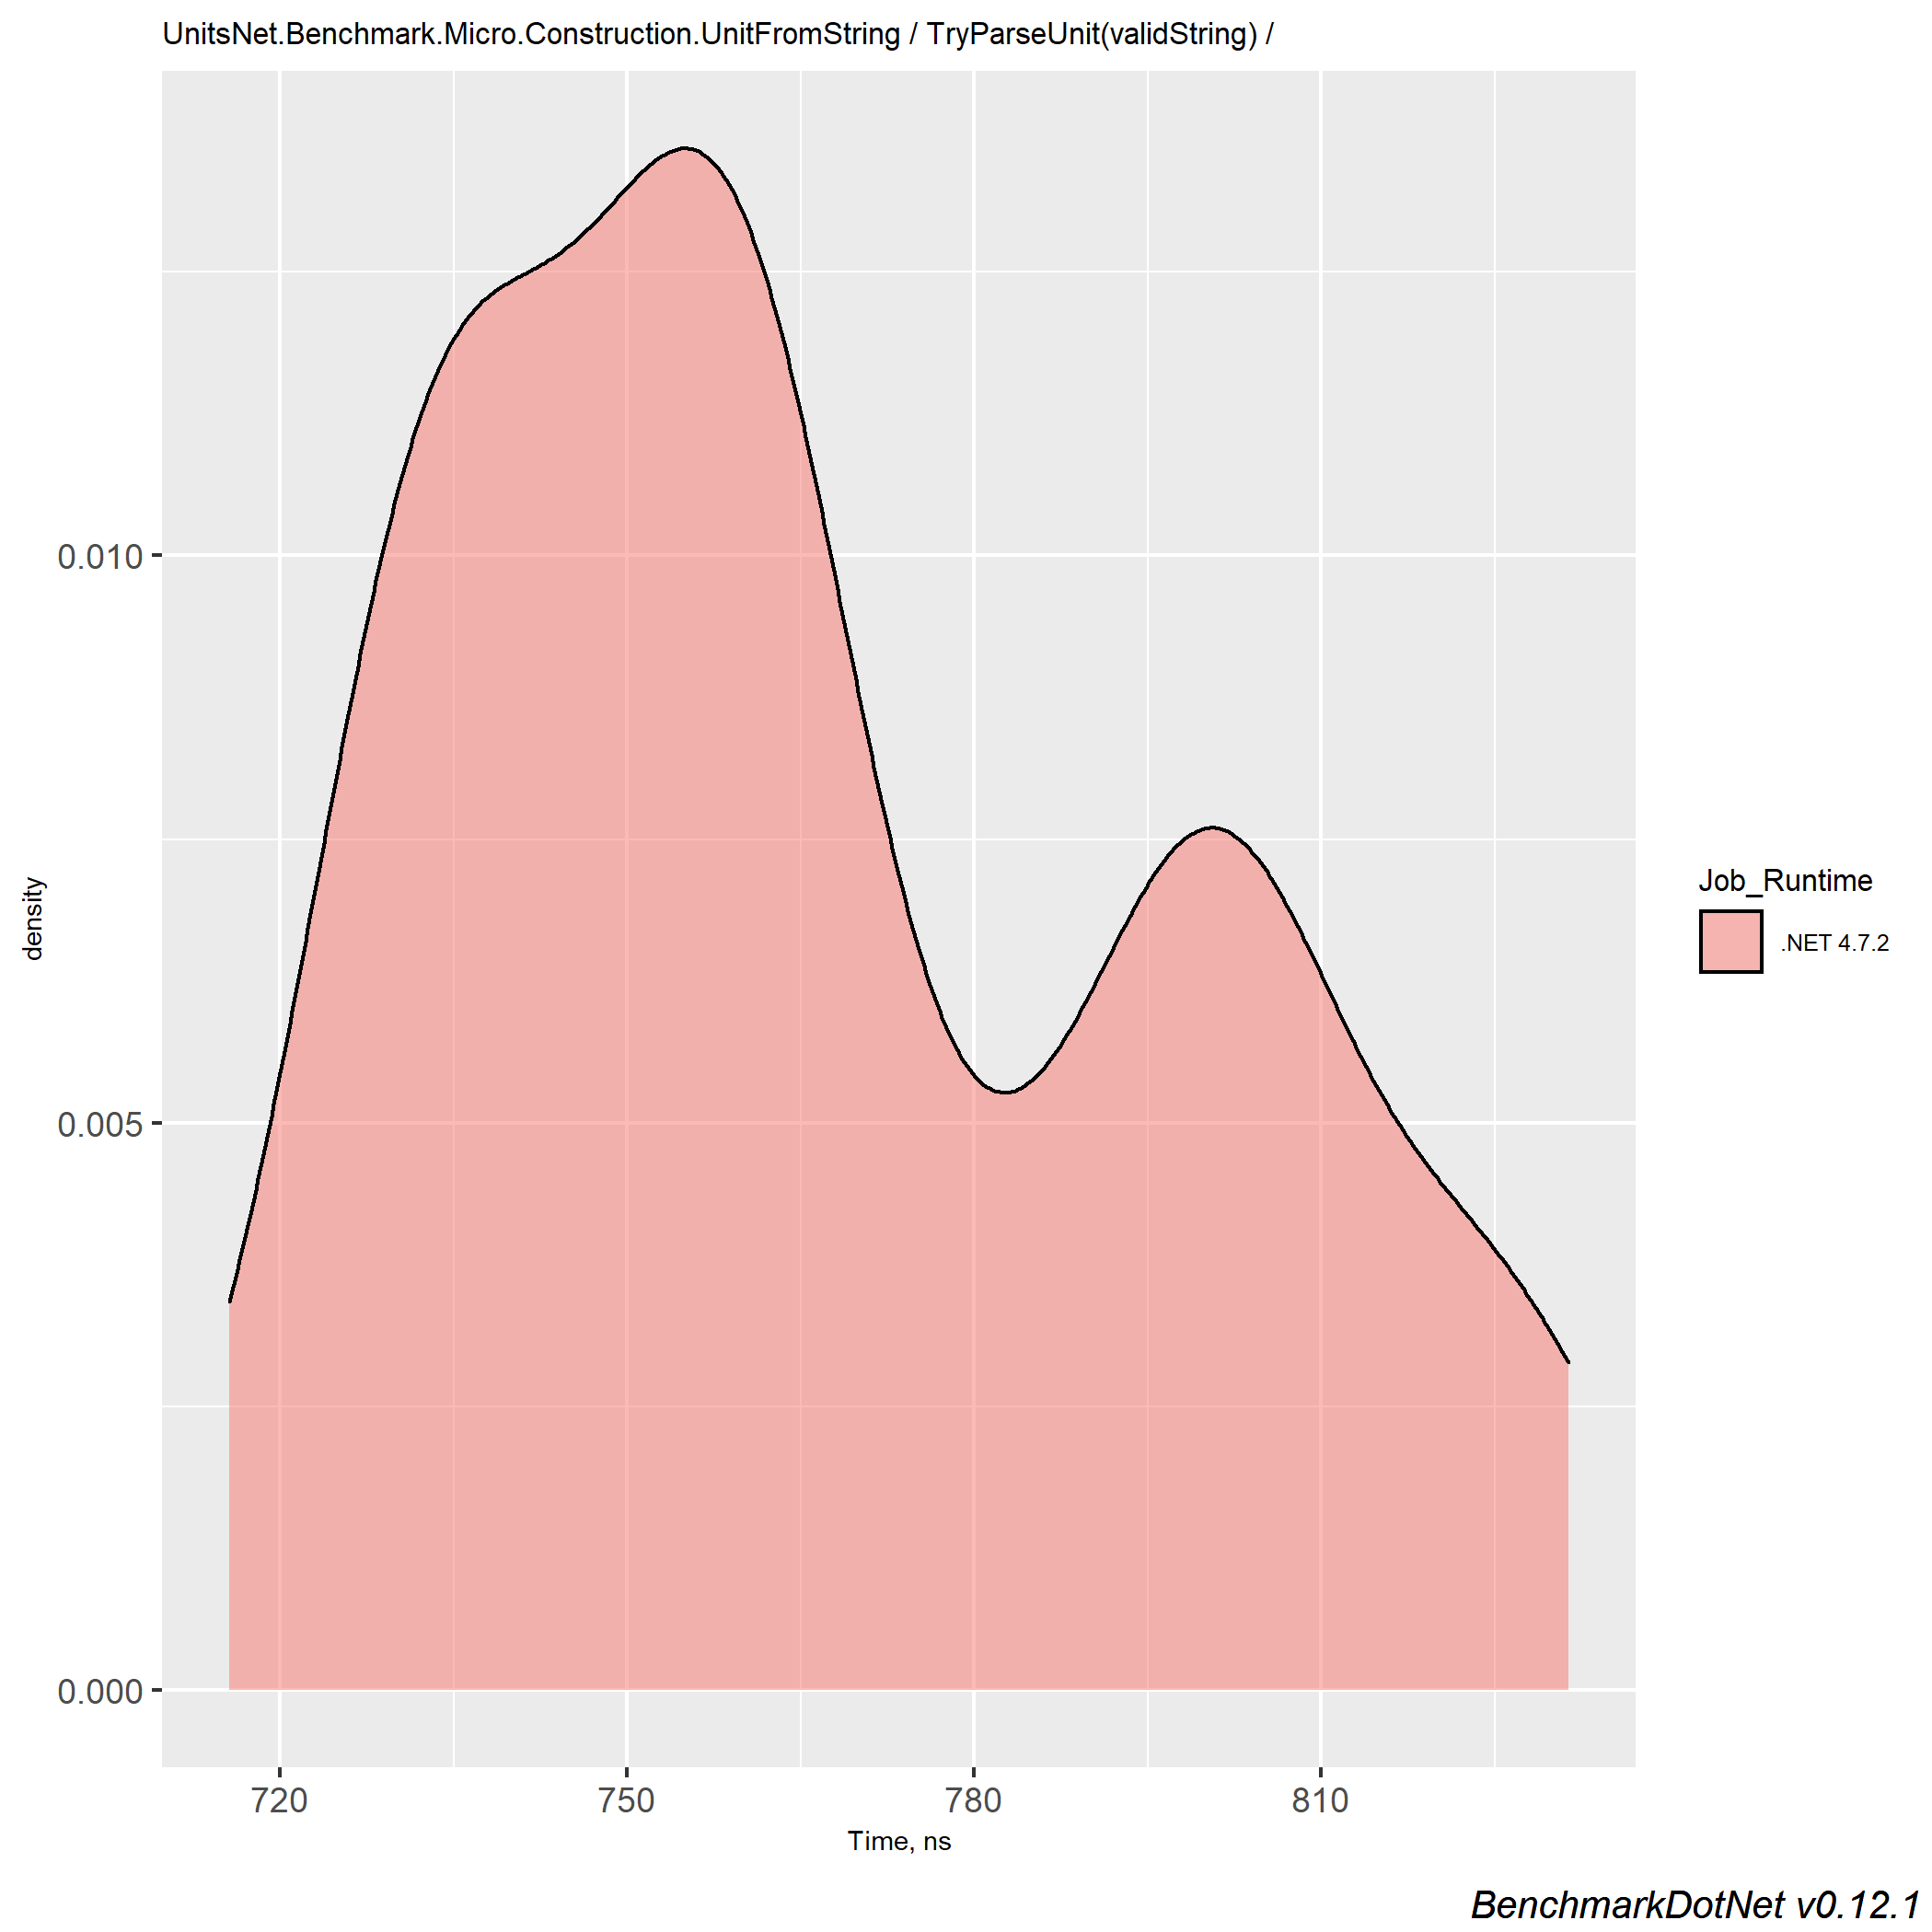 UnitsNet.Benchmark.Micro.Construction.UnitFromString / TryParseUnit(validString) /
0.010
0.005
0.000
density
720 750 780 810
Time, ns
Job_Runtime
.NET 4.7.2
BenchmarkDotNet v0.12.1